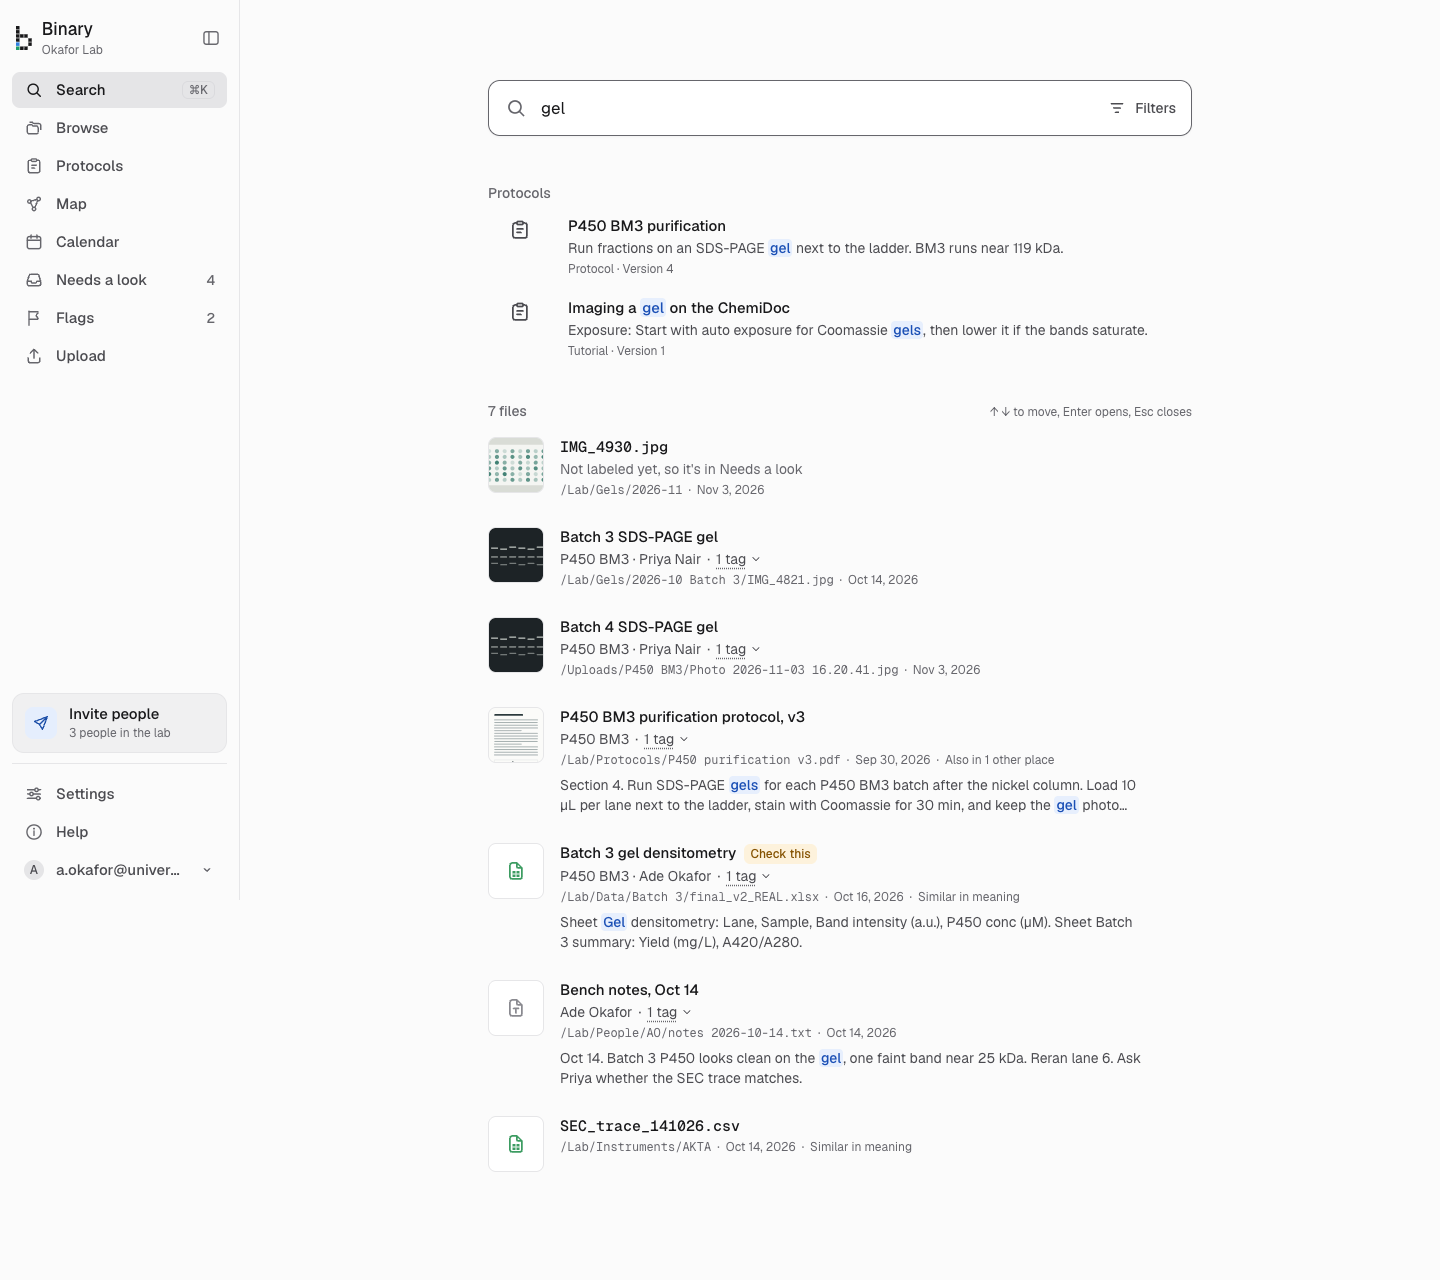 Binary
Okafor Lab
Search ⌘K
Browse
Protocols
Map
Calendar
Needs a look 4
Flags 2
Upload
Invite people
3 people in the lab
Settings
Help
A a.okafor@univer...
gel Filters
Protocols
P450 BM3 purification
Run fractions on an SDS-PAGE gel next to the ladder. BM3 runs near 119 kDa.
Protocol · Version 4
Imaging a gel on the ChemiDoc
Exposure: Start with auto exposure for Coomassie gels, then lower it if the bands saturate.
Tutorial · Version 1
7 files ↑↓ to move, Enter opens, Esc closes
IMG_4930.jpg
Not labeled yet, so it's in Needs a look
/Lab/Gels/2026-11 · Nov 3, 2026
Batch 3 SDS-PAGE gel
P450 BM3 · Priya Nair · 1 tag
/Lab/Gels/2026-10 Batch 3/IMG_4821.jpg · Oct 14, 2026
Batch 4 SDS-PAGE gel
P450 BM3 · Priya Nair · 1 tag
/Uploads/P450 BM3/Photo 2026-11-03 16.20.41.jpg · Nov 3, 2026
P450 BM3 purification protocol, v3
P450 BM3 · 1 tag
/Lab/Protocols/P450 purification v3.pdf · Sep 30, 2026 · Also in 1 other place
Section 4. Run SDS-PAGE gels for each P450 BM3 batch after the nickel column. Load 10
µL per lane next to the ladder, stain with Coomassie for 30 min, and keep the gel photo…
Batch 3 gel densitometry Check this
P450 BM3 · Ade Okafor · 1 tag
/Lab/Data/Batch 3/final_v2_REAL.xlsx · Oct 16, 2026 · Similar in meaning
Sheet Gel densitometry: Lane, Sample, Band intensity (a.u.), P450 conc (µM). Sheet Batch
3 summary: Yield (mg/L), A420/A280.
Bench notes, Oct 14
Ade Okafor · 1 tag
/Lab/People/AO/notes 2026-10-14.txt · Oct 14, 2026
Oct 14. Batch 3 P450 looks clean on the gel, one faint band near 25 kDa. Reran lane 6. Ask
Priya whether the SEC trace matches.
SEC_trace_141026.csv
/Lab/Instruments/AKTA · Oct 14, 2026 · Similar in meaning